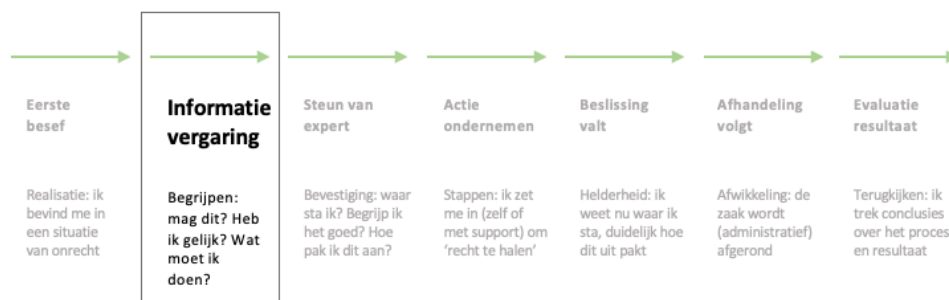 Eerste
besef
Realisatie: ik
bevind me in
een situatie
van onrecht
Informatie
vergaring
Begrijpen:
mag dit? Heb
ik gelijk? Wat
moet ik
doen?
Steun van
expert
Bevestiging: waar
sta ik? Begrijp ik
het goed? Hoe
pak ik dit aan?
Actie
ondernemen
Stappen: ik zet
me in (zelf of
met support) om
‘recht te halen’
Beslissing
valt
Helderheid: ik
weet nu waar ik
sta, duidelijk hoe
dit uit pakt
Afhandeling
volgt
Afwikkeling: de
zaak wordt
(administratief)
afgerond
Evaluatie
resultaat
Terugkijken: ik
trek conclusies
over het proces
en resultaat